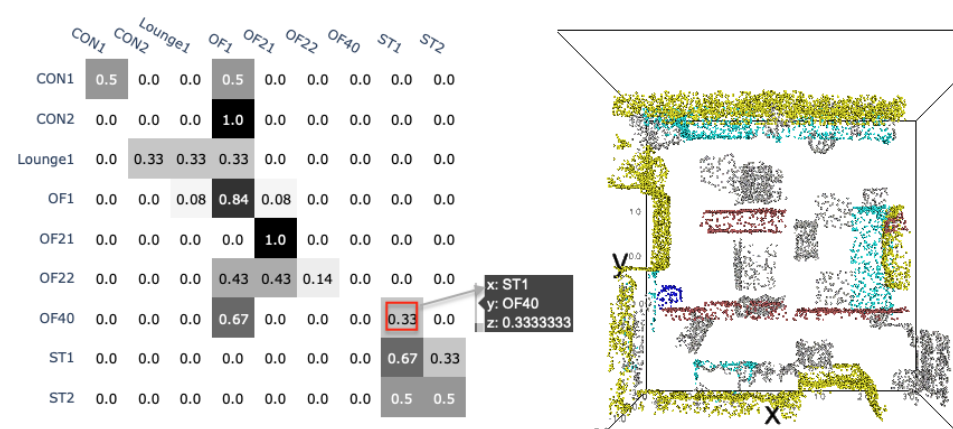 CON1 CON2 Lounge1 OF1 OF21 OF22 OF40 ST1 ST2
CON1 0.5 0.0 0.0 0.5 0.0 0.0 0.0 0.0 0.0
CON2 0.0 0.0 0.0 1.0 0.0 0.0 0.0 0.0 0.0
Lounge1 0.0 0.33 0.33 0.33 0.0 0.0 0.0 0.0 0.0
OF1 0.0 0.0 0.08 0.84 0.08 0.0 0.0 0.0 0.0
OF21 0.0 0.0 0.0 0.0 1.0 0.0 0.0 0.0 0.0
OF22 0.0 0.0 0.0 0.43 0.43 0.14 0.0 0.0 0.0
OF40 0.0 0.0 0.0 0.67 0.0 0.0 0.0 0.33 0.0
ST1 0.0 0.0 0.0 0.0 0.0 0.0 0.0 0.67 0.33
ST2 0.0 0.0 0.0 0.0 0.0 0.0 0.0 0.5 0.5
x: ST1
y: OF40
z: 0.3333333
y
x